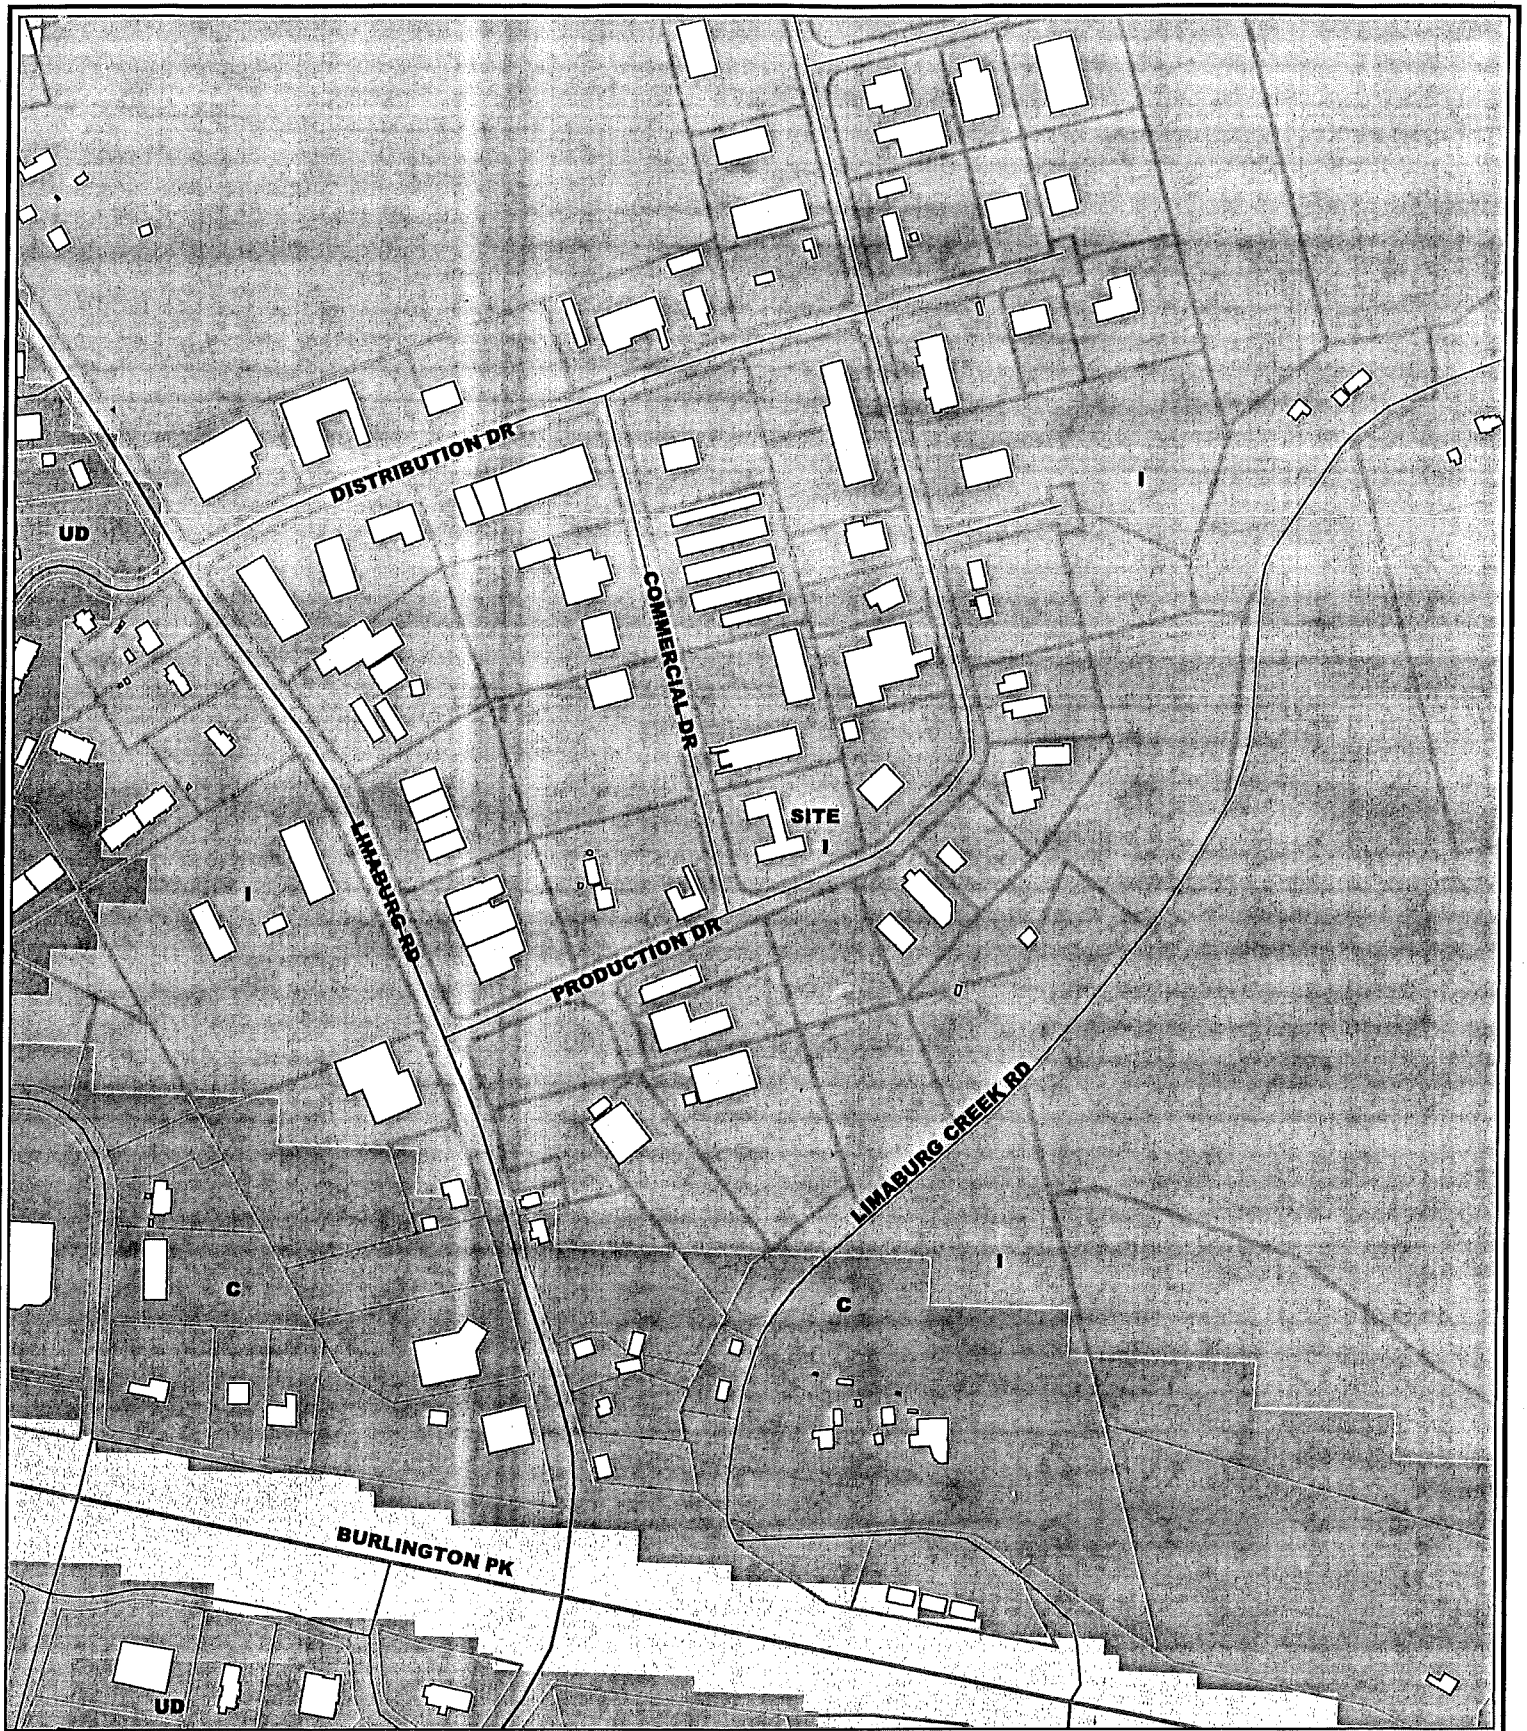 DISTRIBUTION DR
I
UD
COMMERCIAL DR
SITE
I
LIMABURG RD
I
PRODUCTION DR
LIMABURG CREEK RD
I
C
C
BURLINGTON PK
UD